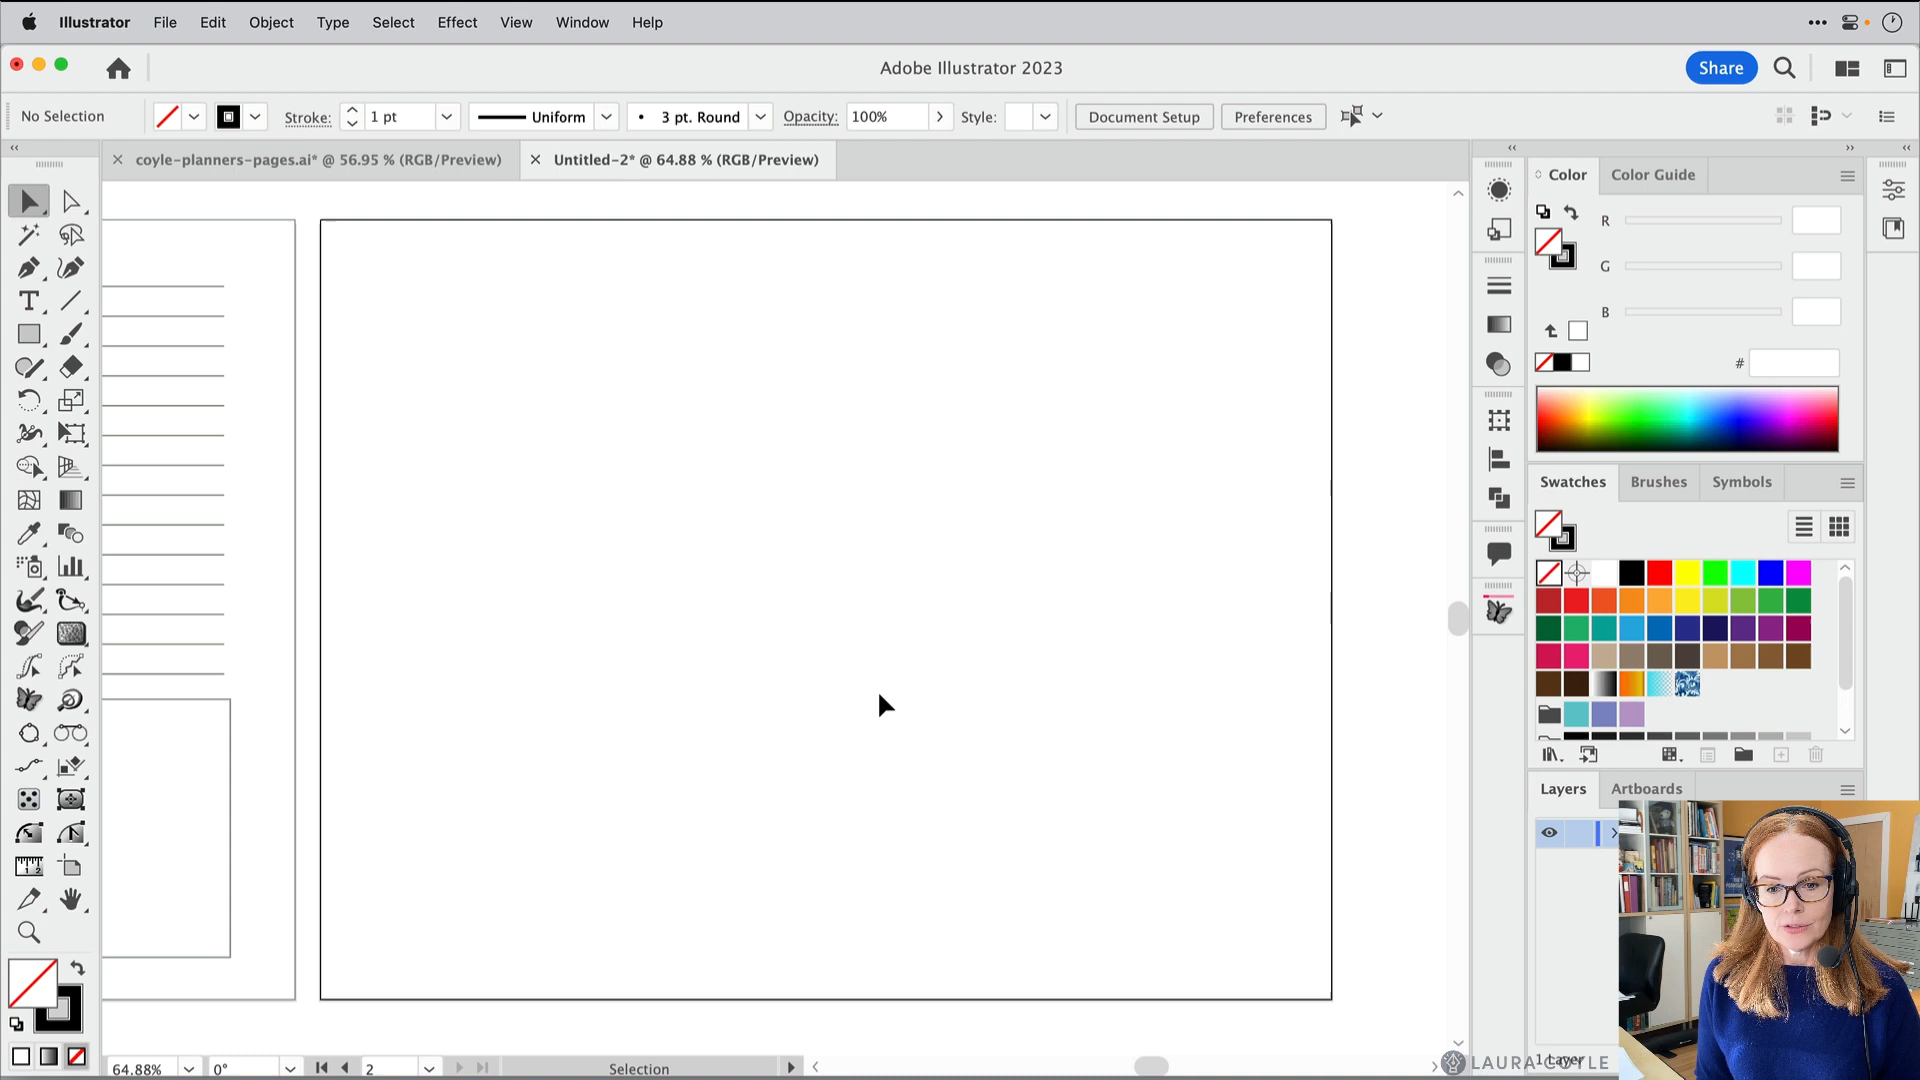 Illustrator File Edit Object Type Select Effect View Window Help
Adobe Illustrator 2023
Share
No Selection
Stroke: 1 pt
Uniform
3 pt. Round
Opacity: 100%
Style:
Document Setup
Preferences
coyle-planners-pages.ai* @ 56.95 % (RGB/Preview)
Untitled-2* @ 64.88 % (RGB/Preview)
Color
Color Guide
R
G
B
#
Swatches
Brushes
Symbols
Layers
Artboards
1 Layer
LAURA COYLE
64.88%
0°
2
Selection